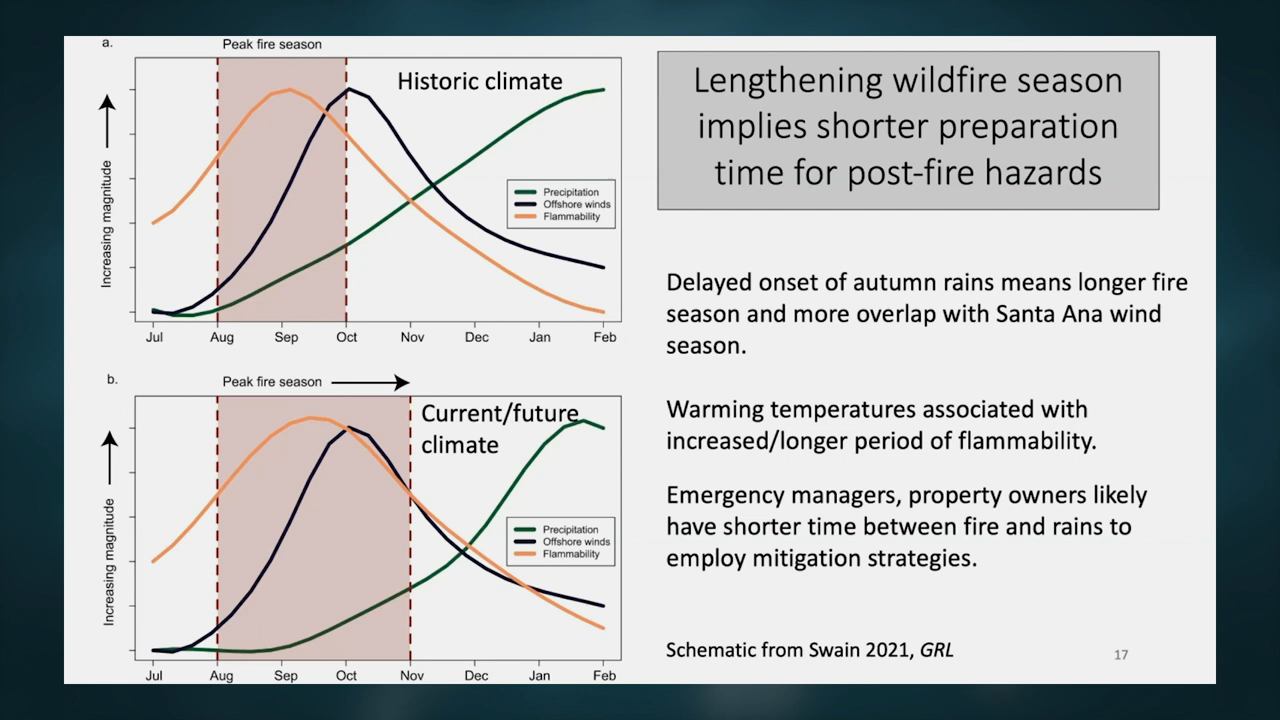 a.
Peak fire season
Historic climate
Increasing magnitude
Precipitation
Offshore winds
Flammability
Jul Aug Sep Oct Nov Dec Jan Feb
b.
Peak fire season
Current/future
climate
Increasing magnitude
Precipitation
Offshore winds
Flammability
Jul Aug Sep Oct Nov Dec Jan Feb
Lengthening wildfire season
implies shorter preparation
time for post-fire hazards
Delayed onset of autumn rains means longer fire
season and more overlap with Santa Ana wind
season.
Warming temperatures associated with
increased/longer period of flammability.
Emergency managers, property owners likely
have shorter time between fire and rains to
employ mitigation strategies.
Schematic from Swain 2021, GRL
17